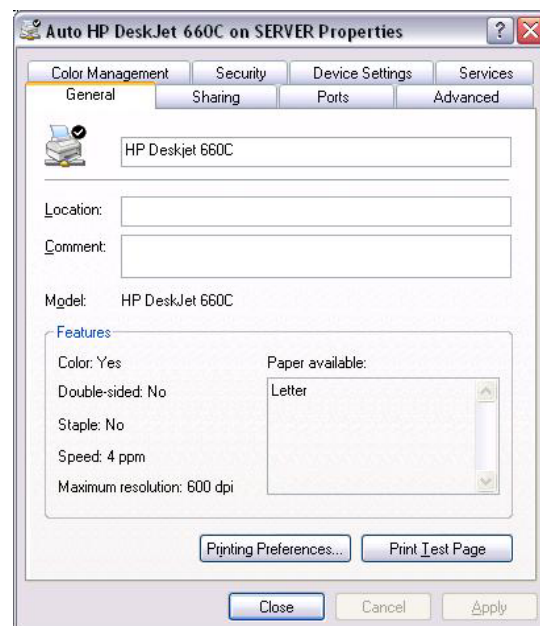 Auto HP DeskJet 660C on SERVER Properties
Color Management Security Device Settings Services
General Sharing Ports Advanced
HP Deskjet 660C
Location:
Comment:
Model: HP DeskJet 660C
Features
Color: Yes
Paper available:
Double-sided: No
Letter
Staple: No
Speed: 4 ppm
Maximum resolution: 600 dpi
Printing Preferences... Print Test Page
Close Cancel Apply